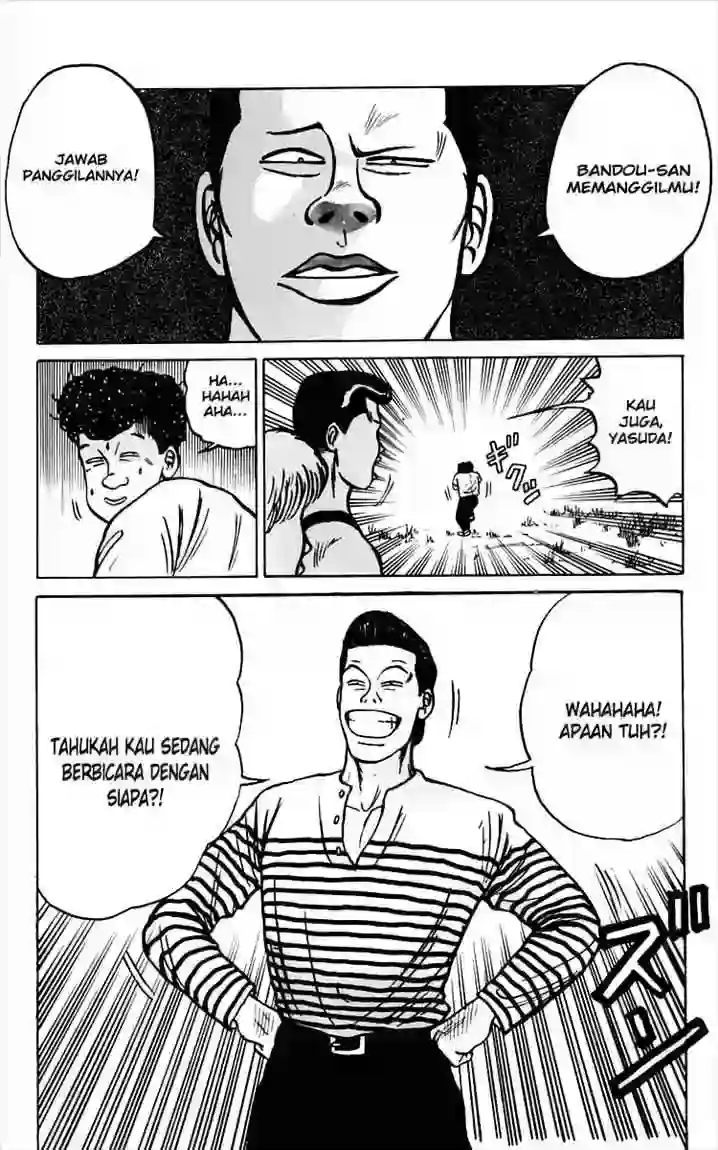 BANDOU-SAN
MEMANGGILMU!
JAWAB
PANGGILANNYA!
KAU
JUGA,
YASUDA!
ギクッ
HA...
HAHAH
AHA...
WAHAHAHA!
APAAN TUH?!
TAHUKAH KAU SEDANG
BERBICARA DENGAN
SIAPA?!
ズロー